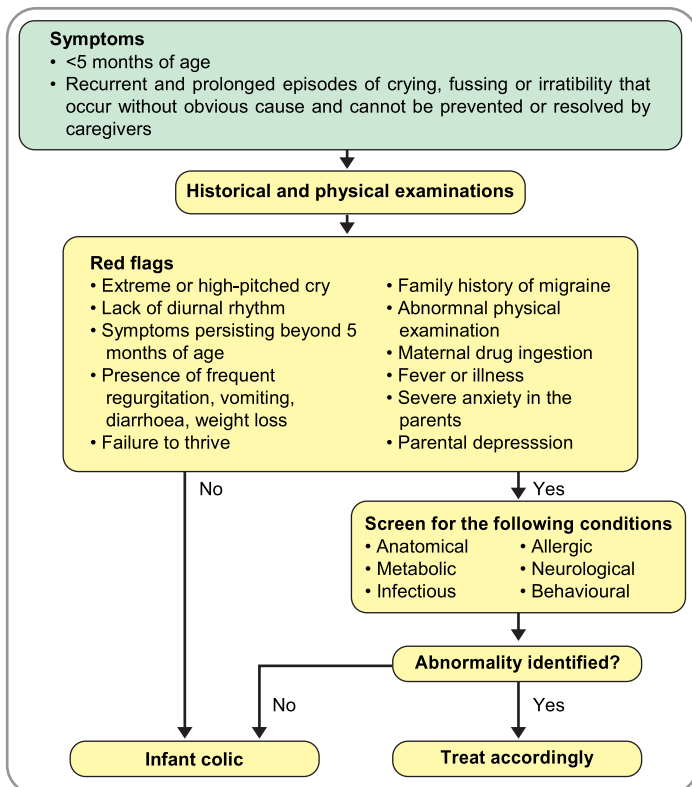 Symptoms
• <5 months of age
• Recurrent and prolonged episodes of crying, fussing or irratibility that
occur without obvious cause and cannot be prevented or resolved by
caregivers
Historical and physical examinations
Red flags
• Extreme or high-pitched cry
• Lack of diurnal rhythm
• Symptoms persisting beyond 5
months of age
• Presence of frequent
regurgitation, vomiting,
diarrhoea, weight loss
• Failure to thrive
• Family history of migraine
• Abnormnal physical
examination
• Maternal drug ingestion
• Fever or illness
• Severe anxiety in the
parents
• Parental depresssion
No
Yes
Screen for the following conditions
• Anatomical
• Metabolic
• Infectious
• Allergic
• Neurological
• Behavioural
Abnormality identified?
No
Yes
Infant colic
Treat accordingly